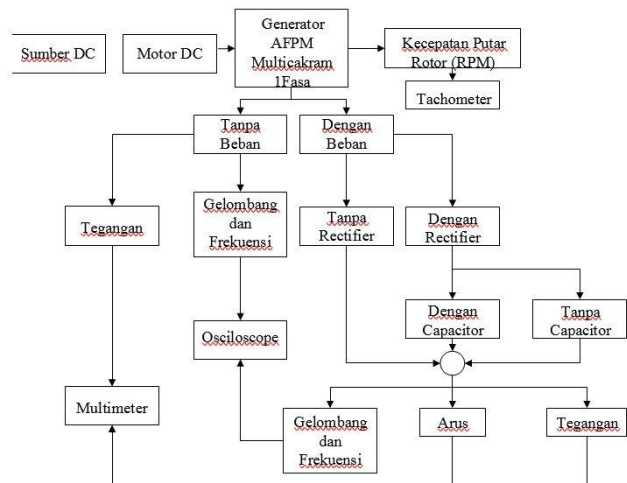 Generator
AFPM
Multicakram
1Fasa
Sumber DC
Motor DC
Kecepatan Putar
Rotor (RPM)
Tachometer
Tanpa
Beban
Dengan
Beban
Tegangan
Gelombang
dan
Frekuensi
Tanpa
Rectifier
Dengan
Rectifier
Dengan
Capacitor
Tanpa
Capacitor
Osciloscope
Multimeter
Gelombang
dan
Frekuensi
Arus
Tegangan